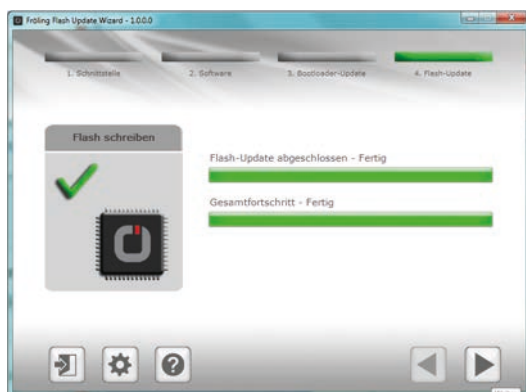 Fröling Flash Update Wizard - 1.0.0.0
1. Schnittstelle
2. Software
3. Bootloader-Update
4. Flash-Update
Flash schreiben
Flash-Update abgeschlossen - Fertig
Gesamtfortschritt - Fertig
?